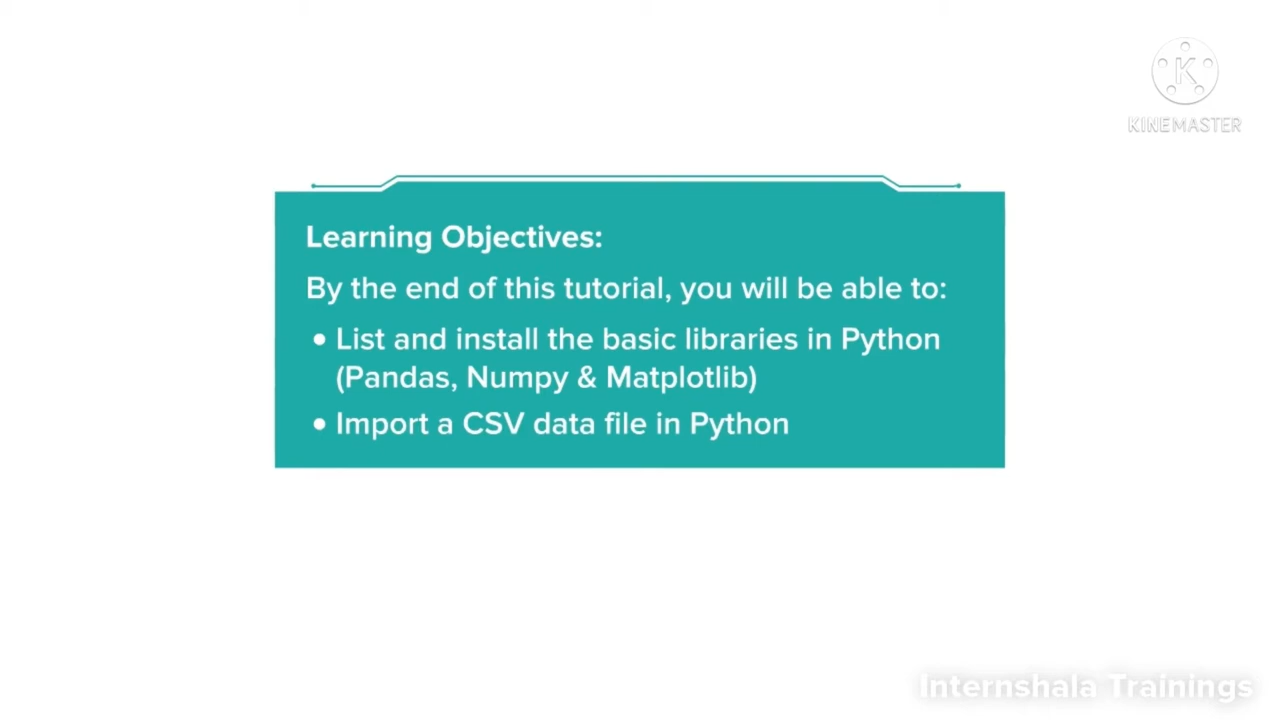 KINEMASTER
Learning Objectives:
By the end of this tutorial, you will be able to:
• List and install the basic libraries in Python
(Pandas, Numpy & Matplotlib)
• Import a CSV data file in Python
Internshala Trainings